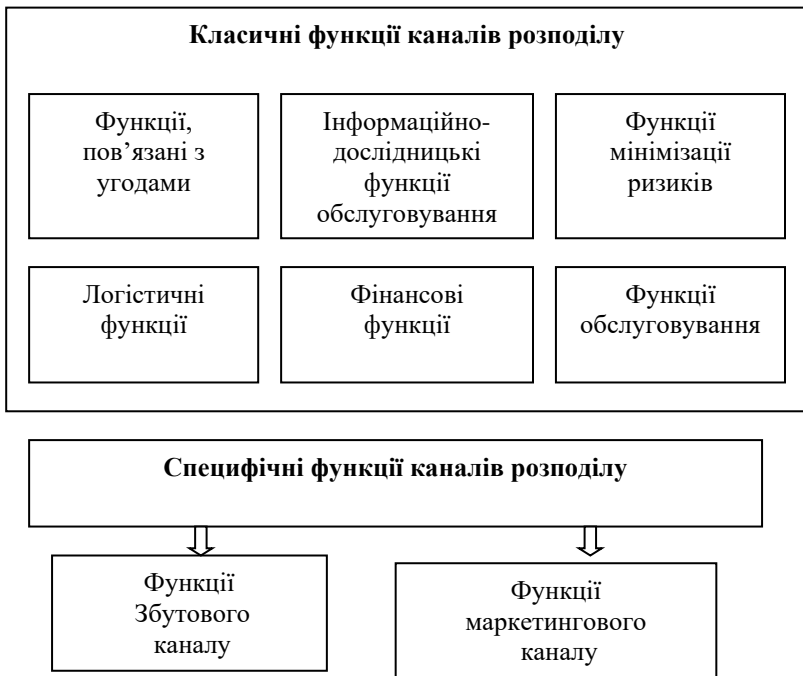 Класичні функції каналів розподілу
Функції,
пов’язані з
угодами
Інформаційно-
дослідницькі
функції
обслуговування
Функції
мінімізації
ризиків
Логістичні
функції
Фінансові
функції
Функції
обслуговування
Специфічні функції каналів розподілу
Функції
Збутового
каналу
Функції
маркетингового
каналу